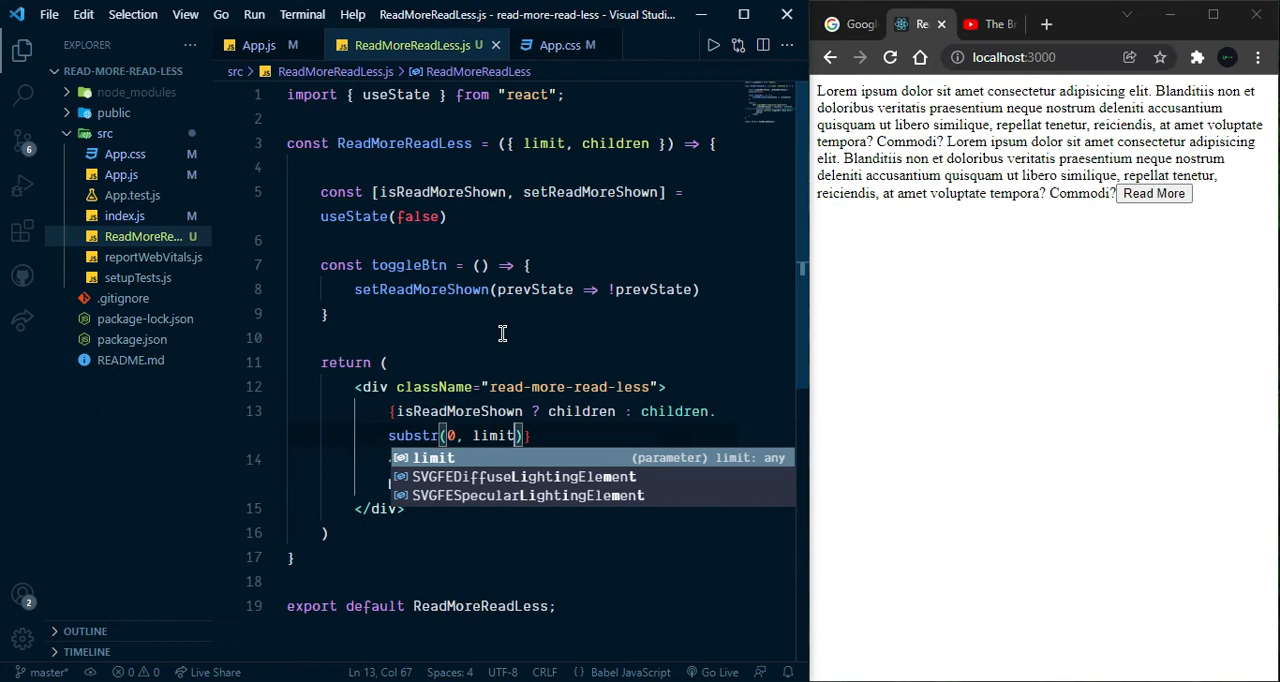 File Edit Selection View Go Run Terminal Help ReadMoreReadLess.js - read-more-read-less - Visual Studi...
EXPLORER
READ-MORE-READ-LESS
node_modules
public
src
App.css M
App.js M
App.test.js
index.js M
ReadMoreRe... U
reportWebVitals.js
setupTests.js
.gitignore
package-lock.json
package.json
README.md
OUTLINE
TIMELINE
6
2
App.js M ReadMoreReadLess.js U App.css M
src > ReadMoreReadLess.js > ReadMoreReadLess
1 import { useState } from "react";
2
3 const ReadMoreReadLess = ({ limit, children }) => {
4
5 const [isReadMoreShown, setReadMoreShown] =
useState(false)
6
7 const toggleBtn = () => {
8 setReadMoreShown(prevState => !prevState)
9 }
10
11 return (
12 <div className="read-more-read-less">
13 {isReadMoreShown ? children : children.
substr(0, limit)}
limit (parameter) limit: any
14
SVGFEDiffuseLightingElement
SVGFESpecularLightingElement
15 </div>
16 )
17 }
18
19 export default ReadMoreReadLess;
master* 0 0 Live Share Ln 13, Col 67 Spaces: 4 UTF-8 CRLF {} Babel JavaScript Go Live
Googl Re The Br
localhost:3000
Lorem ipsum dolor sit amet consectetur adipisicing elit. Blanditiis non et
doloribus veritatis praesentium neque nostrum deleniti accusantium
quisquam ut libero similique, repellat tenetur, reiciendis, at amet voluptate
tempora? Commodi? Lorem ipsum dolor sit amet consectetur adipisicing
elit. Blanditiis non et doloribus veritatis praesentium neque nostrum
deleniti accusantium quisquam ut libero similique, repellat tenetur,
reiciendis, at amet voluptate tempora? Commodi? Read More